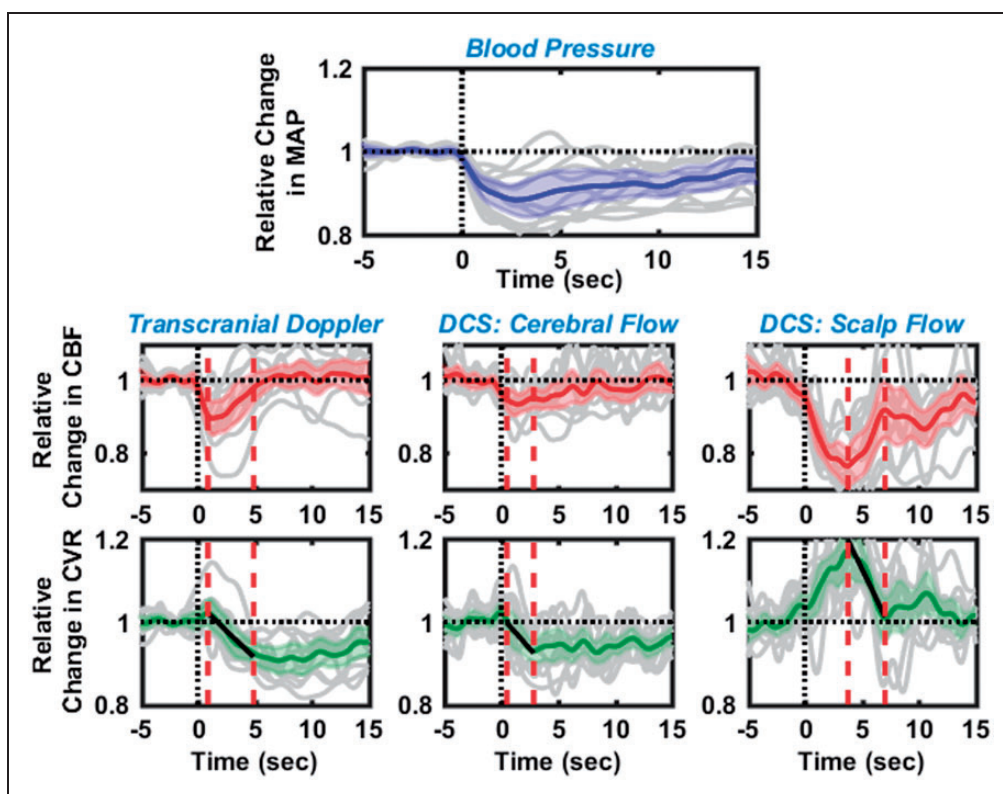 Blood Pressure
Relative Change
in MAP
1.2
1
0.8
-5 0 5 10 15
Time (sec)
Transcranial Doppler DCS: Cerebral Flow DCS: Scalp Flow
Relative
Change in CBF
1 1 1
0.8 0.8 0.8
-5 0 5 10 15 -5 0 5 10 15 -5 0 5 10 15
Relative
Change in CVR
1.2 1.2 1.2
1 1 1
0.8 0.8 0.8
-5 0 5 10 15 -5 0 5 10 15 -5 0 5 10 15
Time (sec) Time (sec) Time (sec)